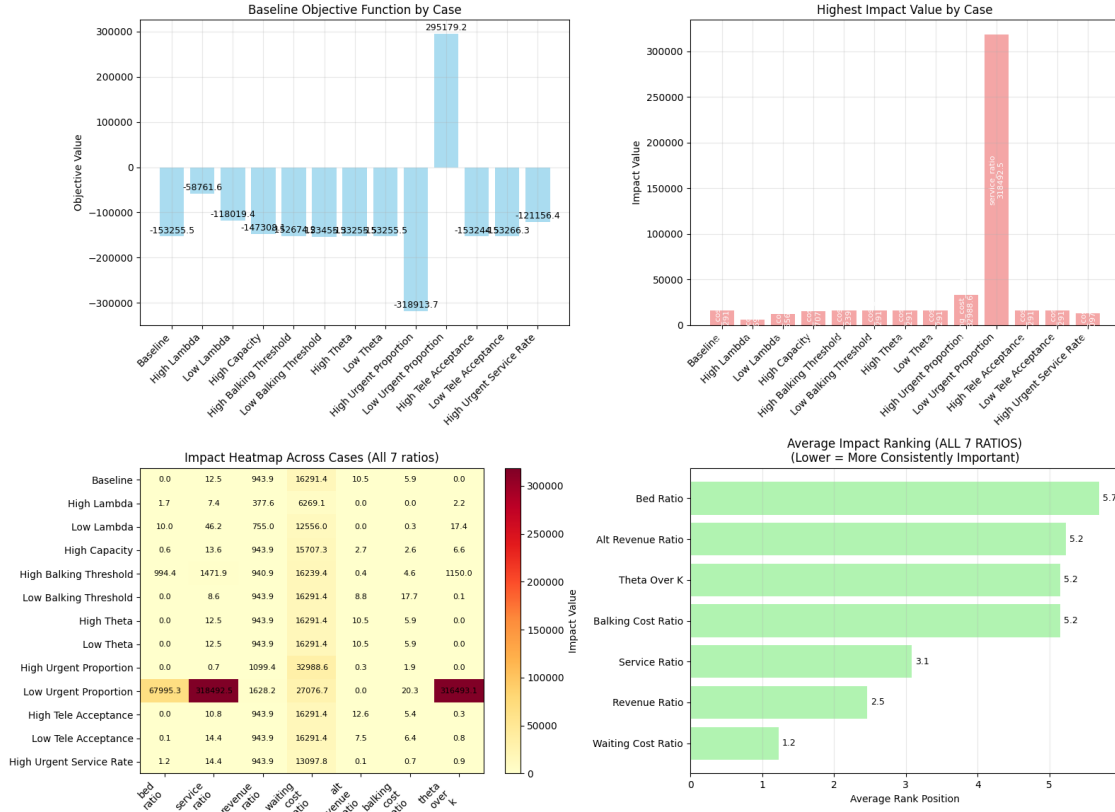 Baseline Objective Function by Case
300000
200000
100000
0
−100000
−200000
−300000
Objective Value
-153255.5
-58761.6
-118019.4
-153255.5
295179.2
-318913.7
-153266.3
-121156.4
Baseline
High Lambda
Low Lambda
High Capacity
High Balking Threshold
Low Balking Threshold
High Theta
Low Theta
High Urgent Proportion
Low Urgent Proportion
High Tele Acceptance
Low Tele Acceptance
High Urgent Service Rate
Highest Impact Value by Case
300000
250000
200000
150000
100000
50000
0
Impact Value
service_ratio
318492.5
Baseline
High Lambda
Low Lambda
High Capacity
High Balking Threshold
Low Balking Threshold
High Theta
Low Theta
High Urgent Proportion
Low Urgent Proportion
High Tele Acceptance
Low Tele Acceptance
High Urgent Service Rate
Impact Heatmap Across Cases (All 7 ratios)
Baseline 0.0 12.5 943.9 16291.4 10.5 5.9 0.0
High Lambda 1.7 7.4 377.6 6269.1 0.0 0.0 2.2
Low Lambda 10.0 46.2 755.0 12556.0 0.0 0.3 17.4
High Capacity 0.6 13.6 943.9 15707.3 2.7 2.6 6.6
High Balking Threshold 994.4 1471.9 940.9 16239.4 0.4 4.6 1150.0
Low Balking Threshold 0.0 8.6 943.9 16291.4 8.8 17.7 0.1
High Theta 0.0 12.5 943.9 16291.4 10.5 5.9 0.0
Low Theta 0.0 12.5 943.9 16291.4 10.5 5.9 0.0
High Urgent Proportion 0.0 0.7 1099.4 32988.6 0.3 1.9 0.0
Low Urgent Proportion 67995.3 318492.5 1628.2 27076.7 0.0 20.3 316493.1
High Tele Acceptance 0.0 10.8 943.9 16291.4 12.6 5.4 0.3
Low Tele Acceptance 0.1 14.4 943.9 16291.4 7.5 6.4 0.8
High Urgent Service Rate 1.2 14.4 943.9 13097.8 0.1 0.7 0.9
bed
ratio
service
ratio
revenue
ratio
waiting
cost
alt
revenue
ratio
balking
cost
theta
over
k
300000
250000
200000
150000
100000
50000
0
Impact Value
Average Impact Ranking (ALL 7 RATIOS)
(Lower = More Consistently Important)
Bed Ratio 5.7
Alt Revenue Ratio 5.2
Theta Over K 5.2
Balking Cost Ratio 5.2
Service Ratio 3.1
Revenue Ratio 2.5
Waiting Cost Ratio 1.2
0 1 2 3 4 5
Average Rank Position